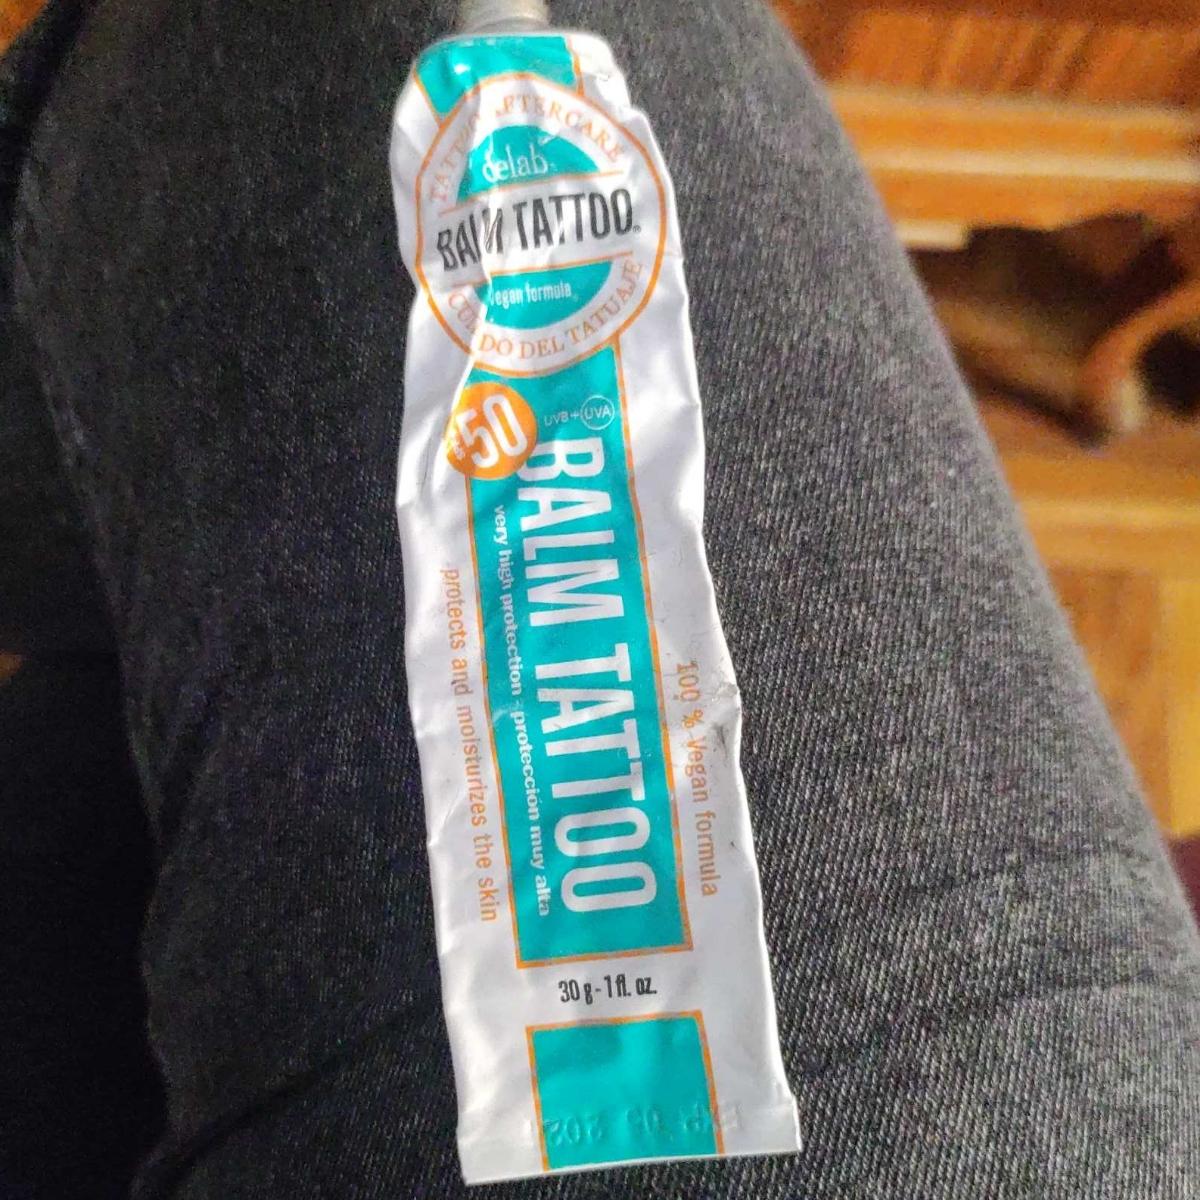 TATTOO AFTERCARE
delab
BALM TATTOO®
Vegan formula
CUIDADO DEL TATUAJE
SPF 50
UVB+UVA
BALM TATTOO
very high protection - protección muy alta
protects and moisturizes the skin
100 % Vegan formula
30 g - 1 fl. oz.